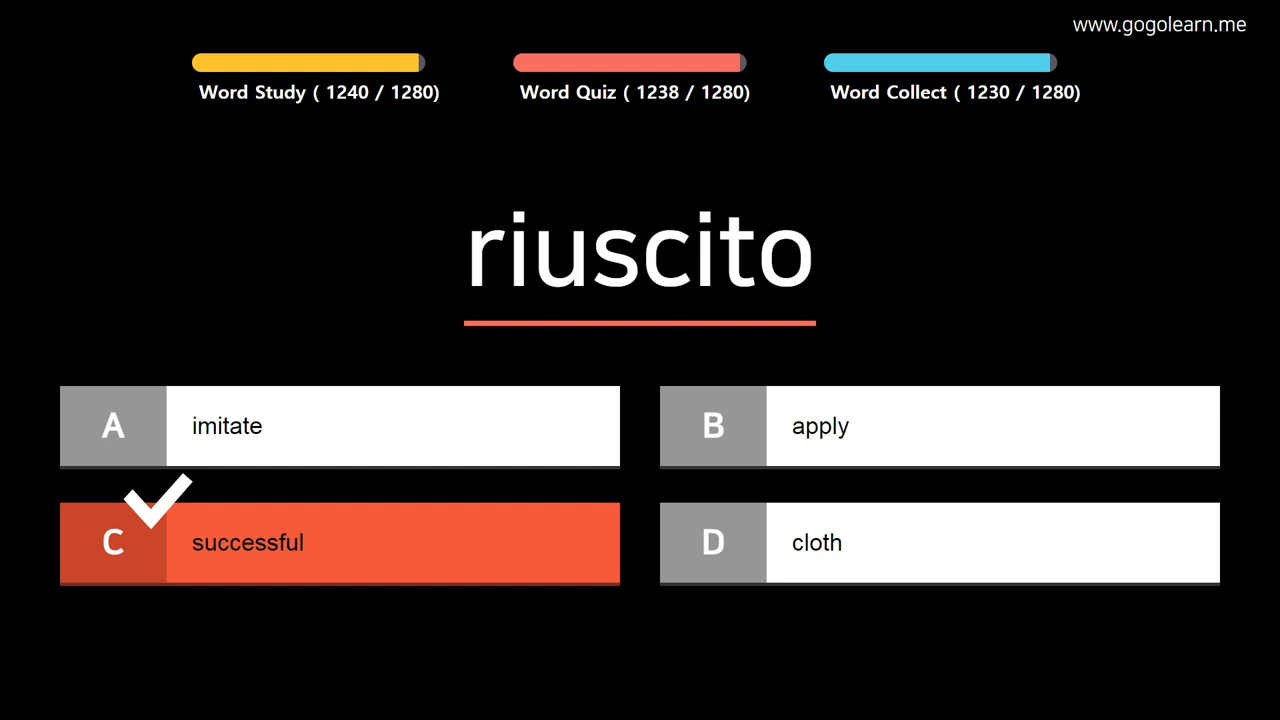 www.gogolearn.me
Word Study ( 1240 / 1280)
Word Quiz ( 1238 / 1280)
Word Collect ( 1230 / 1280)
riuscito
A imitate
B apply
C successful
D cloth